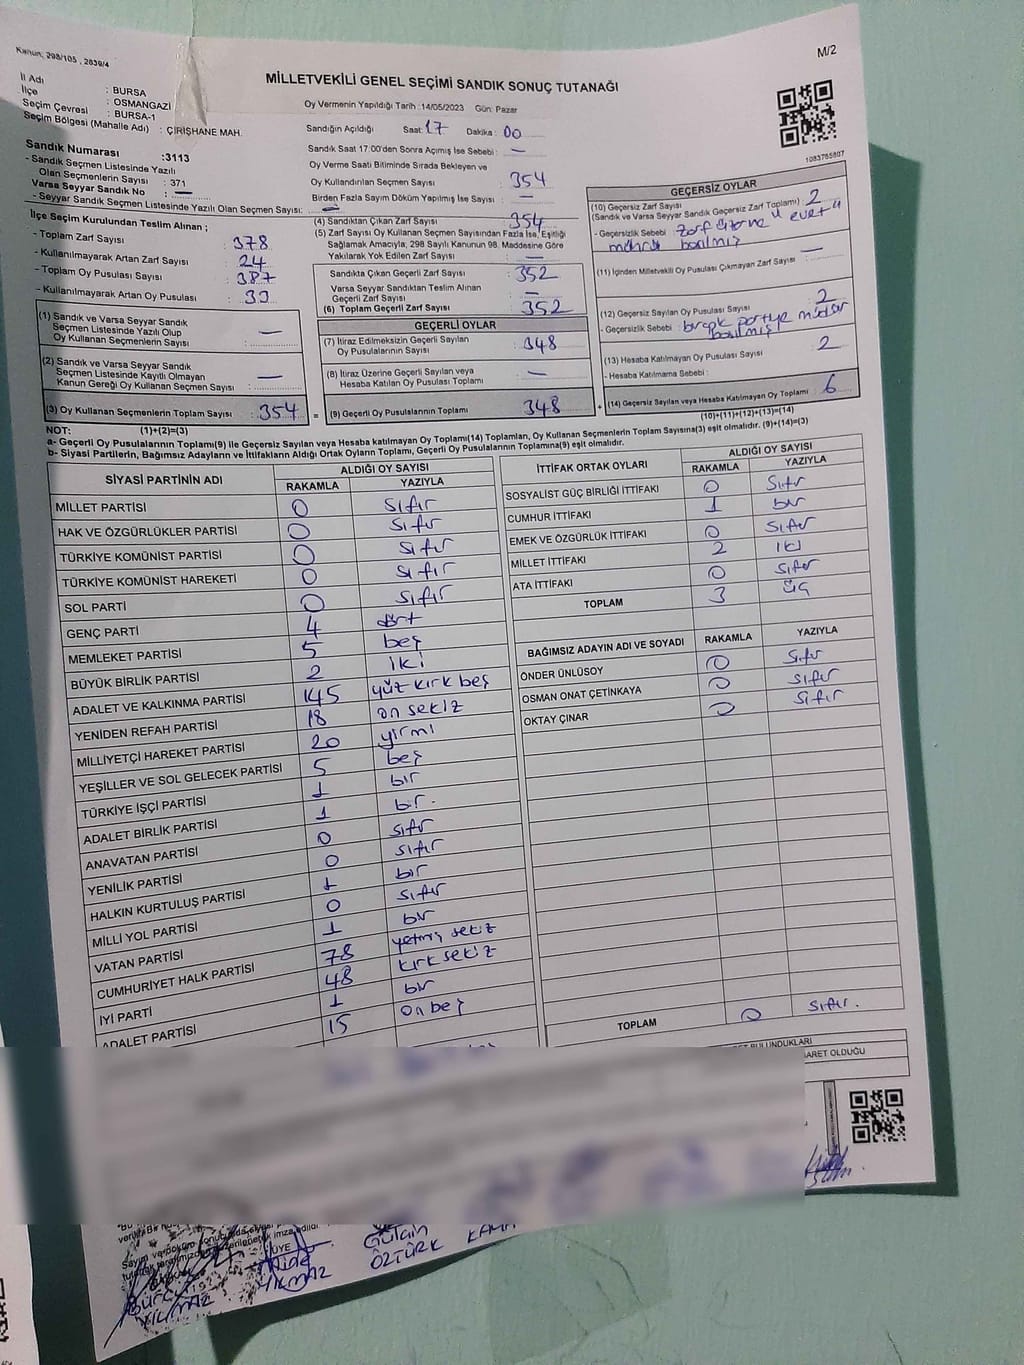 Kanun; 298/105 , 2839/4
M/2
MİLLETVEKİLİ GENEL SEÇİMİ SANDIK SONUÇ TUTANAĞI
İl Adı : BURSA
İlçe : OSMANGAZİ
Seçim Çevresi : BURSA-1
Seçim Bölgesi (Mahalle Adı) : ÇİRİŞHANE MAH.
Sandık Numarası :3113
- Sandık Seçmen Listesinde Yazılı
Olan Seçmenlerin Sayısı : 371
Varsa Seyyar Sandık No : —
- Seyyar Sandık Seçmen Listesinde Yazılı Olan Seçmen Sayısı: —
Oy Vermenin Yapıldığı Tarih :14/05/2023 Gün: Pazar
Sandığın Açıldığı Saat: 17 Dakika : 00
Sandık Saat 17:00'den Sonra Açımış İse Sebebi : —
Oy Verme Saati Bitiminde Sırada Bekleyen ve
Oy Kullandırılan Seçmen Sayısı : 354
Birden Fazla Sayım Döküm Yapılmış İse Sayısı : —
1083765807
İlçe Seçim Kurulundan Teslim Alınan ;
- Toplam Zarf Sayısı : 378
- Kullanılmayarak Artan Zarf Sayısı : 24
- Toplam Oy Pusulası Sayısı : 387
- Kullanılmayarak Artan Oy Pusulası :
(1) Sandık ve Varsa Seyyar Sandık
Seçmen Listesinde Yazılı Olup
Oy Kullanan Seçmenlerin Sayısı : —
(2) Sandık ve Varsa Seyyar Sandık
Seçmen Listesinde Kayıtlı Olmayan
Kanun Gereği Oy Kullanan Seçmen Sayısı : —
(3) Oy Kullanan Seçmenlerin Toplam Sayısı : 354
(4) Sandıktan Çıkan Zarf Sayısı : 354
(5) Zarf Sayısı Oy Kullanan Seçmen Sayısından Fazla İse, Eşitliği
Sağlamak Amacıyla, 298 Sayılı Kanunun 98. Maddesine Göre
Yakılarak Yok Edilen Zarf Sayısı : —
Sandıkta Çıkan Geçerli Zarf Sayısı : 352
Varsa Seyyar Sandıktan Teslim Alınan
Geçerli Zarf Sayısı : —
(6) Toplam Geçerli Zarf Sayısı : 352
GEÇERLİ OYLAR
(7) İtiraz Edilmeksizin Geçerli Sayılan
Oy Pusulalarının Sayısı : 348
(8) İtiraz Üzerine Geçerli Sayılan veya
Hesaba Katılan Oy Pusulası Toplamı : —
= (9) Geçerli Oy Pusulalarının Toplamı : 348
GEÇERSİZ OYLAR
(10) Geçersiz Zarf Sayısı : 2
(Sandık ve Varsa Seyyar Sandık Geçersiz Zarf Toplamı)
- Geçersizlik Sebebi : zarf üzerine "evet"
mührü basılmış
(11) İçinden Milletvekili Oy Pusulası Çıkmayan Zarf Sayısı : —
(12) Geçersiz Sayılan Oy Pusulası Sayısı : 2
- Geçersizlik Sebebi : birçok partiye mühür
basılmış
(13) Hesaba Katılmayan Oy Pusulası Sayısı : 2
- Hesaba Katılmama Sebebi :
+ (14) Geçersiz Sayılan veya Hesaba Katılmayan Oy Toplamı : 6
NOT: (1)+(2)=(3)
(10)+(11)+(12)+(13)=(14)
a- Geçerli Oy Pusulalarının Toplamı(9) ile Geçersiz Sayılan veya Hesaba katılmayan Oy Toplamı(14) Toplamları, Oy Kullanan Seçmenlerin Toplam Sayısına(3) eşit olmalıdır. (9)+(14)=(3)
b- Siyasi Partilerin, Bağımsız Adayların ve İttifakların Aldığı Ortak Oyların Toplamı, Geçerli Oy Pusulalarının Toplamına(9) eşit olmalıdır.
SİYASİ PARTİNİN ADI ALDIĞI OY SAYISI
RAKAMLA YAZIYLA
MİLLET PARTİSİ 0 sıfır
HAK VE ÖZGÜRLÜKLER PARTİSİ 0 sıfır
TÜRKİYE KOMÜNİST PARTİSİ 0 sıfır
TÜRKİYE KOMÜNİST HAREKETİ 0 sıfır
SOL PARTİ 0 sıfır
GENÇ PARTİ 4 dört
MEMLEKET PARTİSİ 5 beş
BÜYÜK BİRLİK PARTİSİ 2 iki
ADALET VE KALKINMA PARTİSİ 145 yüz kırk beş
YENİDEN REFAH PARTİSİ 18 on sekiz
MİLLİYETÇİ HAREKET PARTİSİ 20 yirmi
YEŞİLLER VE SOL GELECEK PARTİSİ 5 beş
TÜRKİYE İŞÇİ PARTİSİ 1 bir
ADALET BİRLİK PARTİSİ 1 bir.
ANAVATAN PARTİSİ 0 sıfır
YENİLİK PARTİSİ 0 sıfır
HALKIN KURTULUŞ PARTİSİ 1 bir
MİLLİ YOL PARTİSİ 0 sıfır
VATAN PARTİSİ 1 bir
CUMHURİYET HALK PARTİSİ 78 yetmiş sekiz
İYİ PARTİ 48 kırk sekiz
ADALET PARTİSİ 1 bir
15 on beş
İTTİFAK ORTAK OYLARI ALDIĞI OY SAYISI
RAKAMLA YAZIYLA
SOSYALİST GÜÇ BİRLİĞİ İTTİFAKI 0 sıfır
CUMHUR İTTİFAKI 1 bir
EMEK VE ÖZGÜRLÜK İTTİFAKI 0 sıfır
MİLLET İTTİFAKI 2 iki
ATA İTTİFAKI 0 sıfır
TOPLAM 3 üç
BAĞIMSIZ ADAYIN ADI VE SOYADI RAKAMLA YAZIYLA
ÖNDER ÜNLÜSOY 0 sıfır
OSMAN ONAT ÇETİNKAYA 0 sıfır
OKTAY ÇINAR 0 sıfır
TOPLAM 0 sıfır.
BULUNDUKLARI
OLDUĞU
imza edildi
ÜYE
Burcu YILMAZ
YILMAZ
Gülcin
ÖZTÜRK